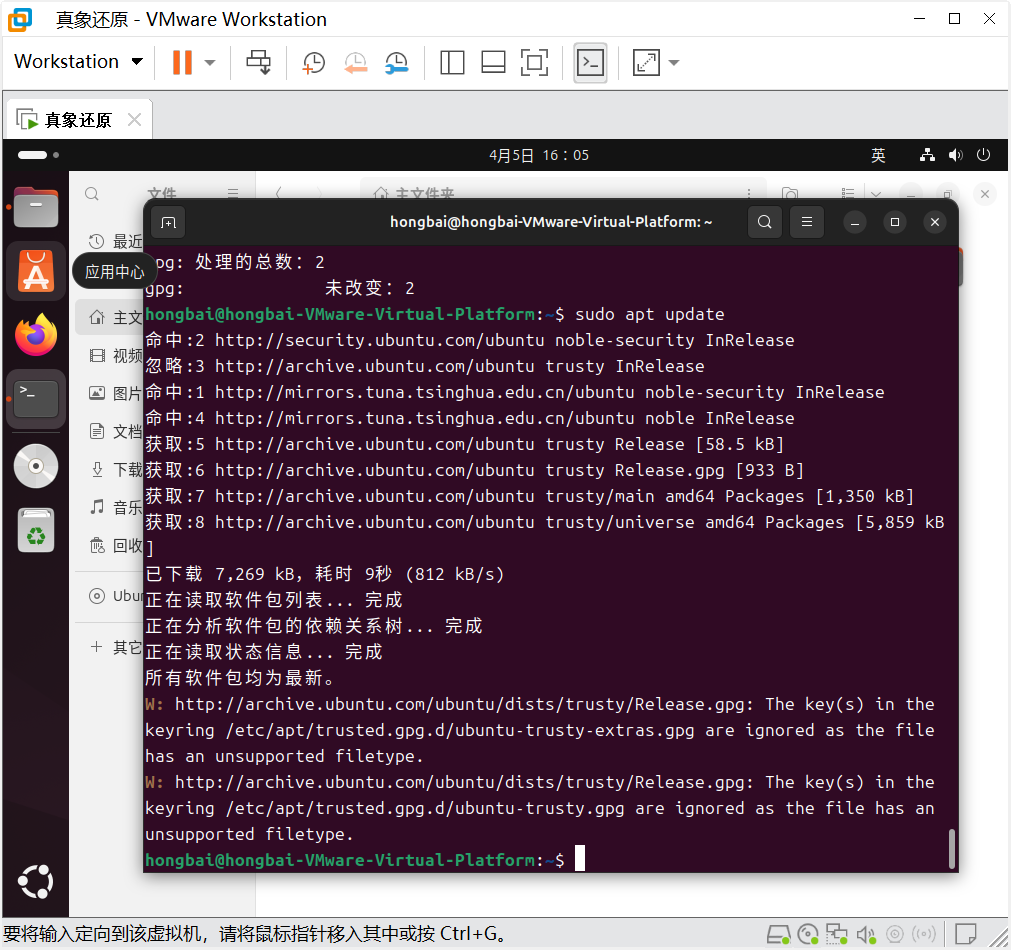 真象还原 - VMware Workstation
Workstation
真象还原
4月5日 16：05
英
文件
主文件夹
hongbai@hongbai-VMware-Virtual-Platform: ~
最近
应用中心
主文
视频
图片
文档
下载
音乐
回收
Ubun
其它
gpg: 处理的总数：2
gpg: 未改变：2
hongbai@hongbai-VMware-Virtual-Platform:~$ sudo apt update
命中:2 http://security.ubuntu.com/ubuntu noble-security InRelease
忽略:3 http://archive.ubuntu.com/ubuntu trusty InRelease
命中:1 http://mirrors.tuna.tsinghua.edu.cn/ubuntu noble-security InRelease
命中:4 http://mirrors.tuna.tsinghua.edu.cn/ubuntu noble InRelease
获取:5 http://archive.ubuntu.com/ubuntu trusty Release [58.5 kB]
获取:6 http://archive.ubuntu.com/ubuntu trusty Release.gpg [933 B]
获取:7 http://archive.ubuntu.com/ubuntu trusty/main amd64 Packages [1,350 kB]
获取:8 http://archive.ubuntu.com/ubuntu trusty/universe amd64 Packages [5,859 kB
]
已下载 7,269 kB，耗时 9秒 (812 kB/s)
正在读取软件包列表... 完成
正在分析软件包的依赖关系树... 完成
正在读取状态信息... 完成
所有软件包均为最新。
W: http://archive.ubuntu.com/ubuntu/dists/trusty/Release.gpg: The key(s) in the
keyring /etc/apt/trusted.gpg.d/ubuntu-trusty-extras.gpg are ignored as the file
has an unsupported filetype.
W: http://archive.ubuntu.com/ubuntu/dists/trusty/Release.gpg: The key(s) in the
keyring /etc/apt/trusted.gpg.d/ubuntu-trusty.gpg are ignored as the file has an
unsupported filetype.
hongbai@hongbai-VMware-Virtual-Platform:~$
要将输入定向到该虚拟机，请将鼠标指针移入其中或按 Ctrl+G。